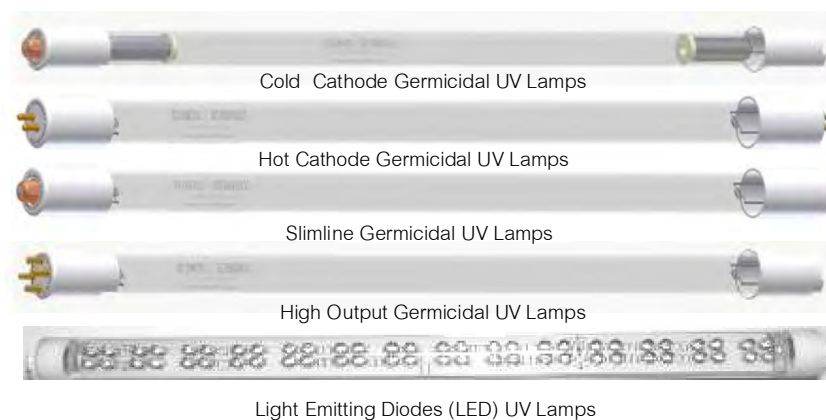 Cold Cathode Germicidal UV Lamps
Hot Cathode Germicidal UV Lamps
Slimline Germicidal UV Lamps
High Output Germicidal UV Lamps
Light Emitting Diodes (LED) UV Lamps